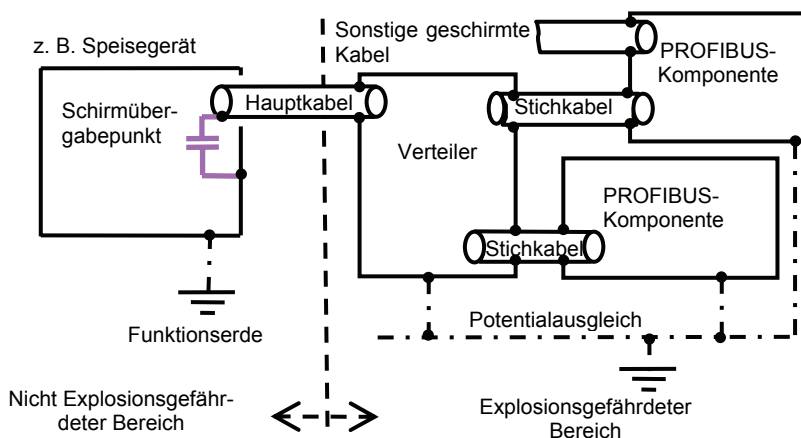 z. B. Speisegerät
Sonstige geschirmte
Kabel
PROFIBUS-
Komponente
Schirmüber-
gabepunkt
Hauptkabel
Stichkabel
Verteiler
PROFIBUS-
Komponente
Stichkabel
Funktionserde
Potentialausgleich
Nicht Explosionsgefähr-
deter Bereich
Explosionsgefährdeter
Bereich